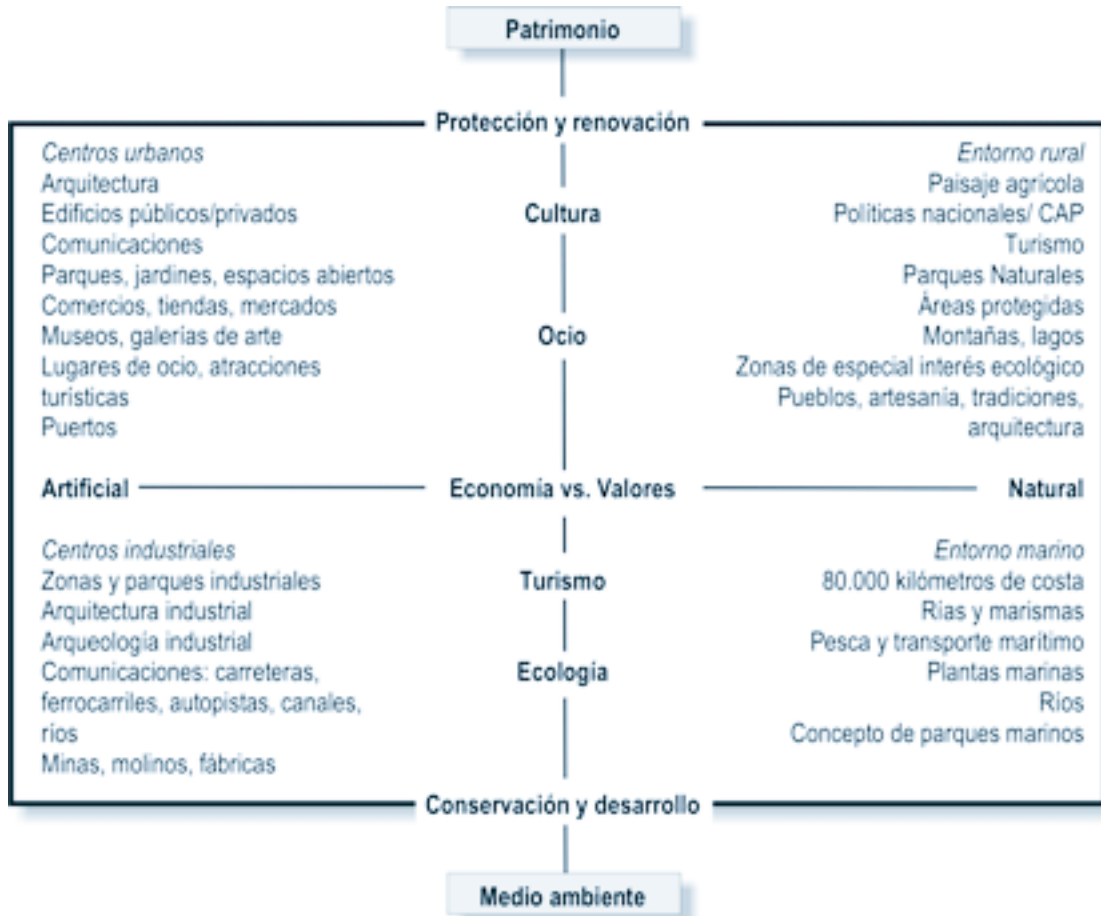 Patrimonio
Protección y renovación
Centros urbanos
Arquitectura
Edificios públicos/privados
Comunicaciones
Parques, jardines, espacios abiertos
Comercios, tiendas, mercados
Museos, galerías de arte
Lugares de ocio, atracciones
turísticas
Puertos
Cultura
Ocio
Entorno rural
Paisaje agrícola
Políticas nacionales/ CAP
Turismo
Parques Naturales
Áreas protegidas
Montañas, lagos
Zonas de especial interés ecológico
Pueblos, artesanía, tradiciones,
arquitectura
Artificial
Economía vs. Valores
Natural
Centros industriales
Zonas y parques industriales
Arquitectura industrial
Arqueología industrial
Comunicaciones: carreteras,
ferrocarriles, autopistas, canales,
ríos
Minas, molinos, fábricas
Turismo
Ecología
Entorno marino
80.000 kilómetros de costa
Rías y marismas
Pesca y transporte marítimo
Plantas marinas
Ríos
Concepto de parques marinos
Conservación y desarrollo
Medio ambiente